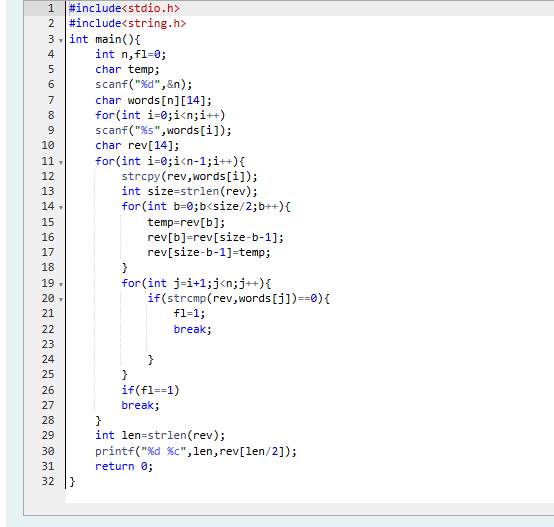 1 #include<stdio.h>
2 #include<string.h>
3 int main(){
4     int n,fl=0;
5     char temp;
6     scanf("%d",&n);
7     char words[n][14];
8     for(int i=0;i<n;i++)
9     scanf("%s",words[i]);
10     char rev[14];
11     for(int i=0;i<n-1;i++){
12         strcpy(rev,words[i]);
13         int size=strlen(rev);
14         for(int b=0;b<size/2;b++){
15             temp=rev[b];
16             rev[b]=rev[size-b-1];
17             rev[size-b-1]=temp;
18         }
19         for(int j=i+1;j<n;j++){
20             if(strcmp(rev,words[j])==0){
21                 fl=1;
22                 break;
23
24             }
25         }
26         if(fl==1)
27         break;
28     }
29     int len=strlen(rev);
30     printf("%d %c",len,rev[len/2]);
31     return 0;
32 }